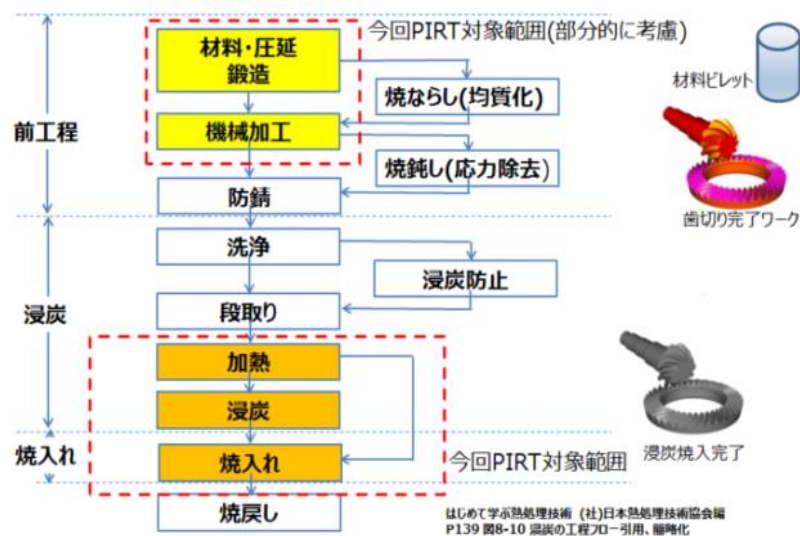 今回PIRT対象範囲(部分的に考慮)
材料・圧延
鍛造
材料ビレット
焼ならし(均質化)
前工程
機械加工
焼鈍し(応力除去)
防錆
歯切り完了ワーク
洗浄
浸炭防止
浸炭
段取り
加熱
浸炭
浸炭焼入完了
焼入れ
焼入れ
今回PIRT対象範囲
焼戻し
はじめて学ぶ熱処理技術 (社)日本熱処理技術協会編
P139 図8-10 浸炭の工程フロー引用、簡略化